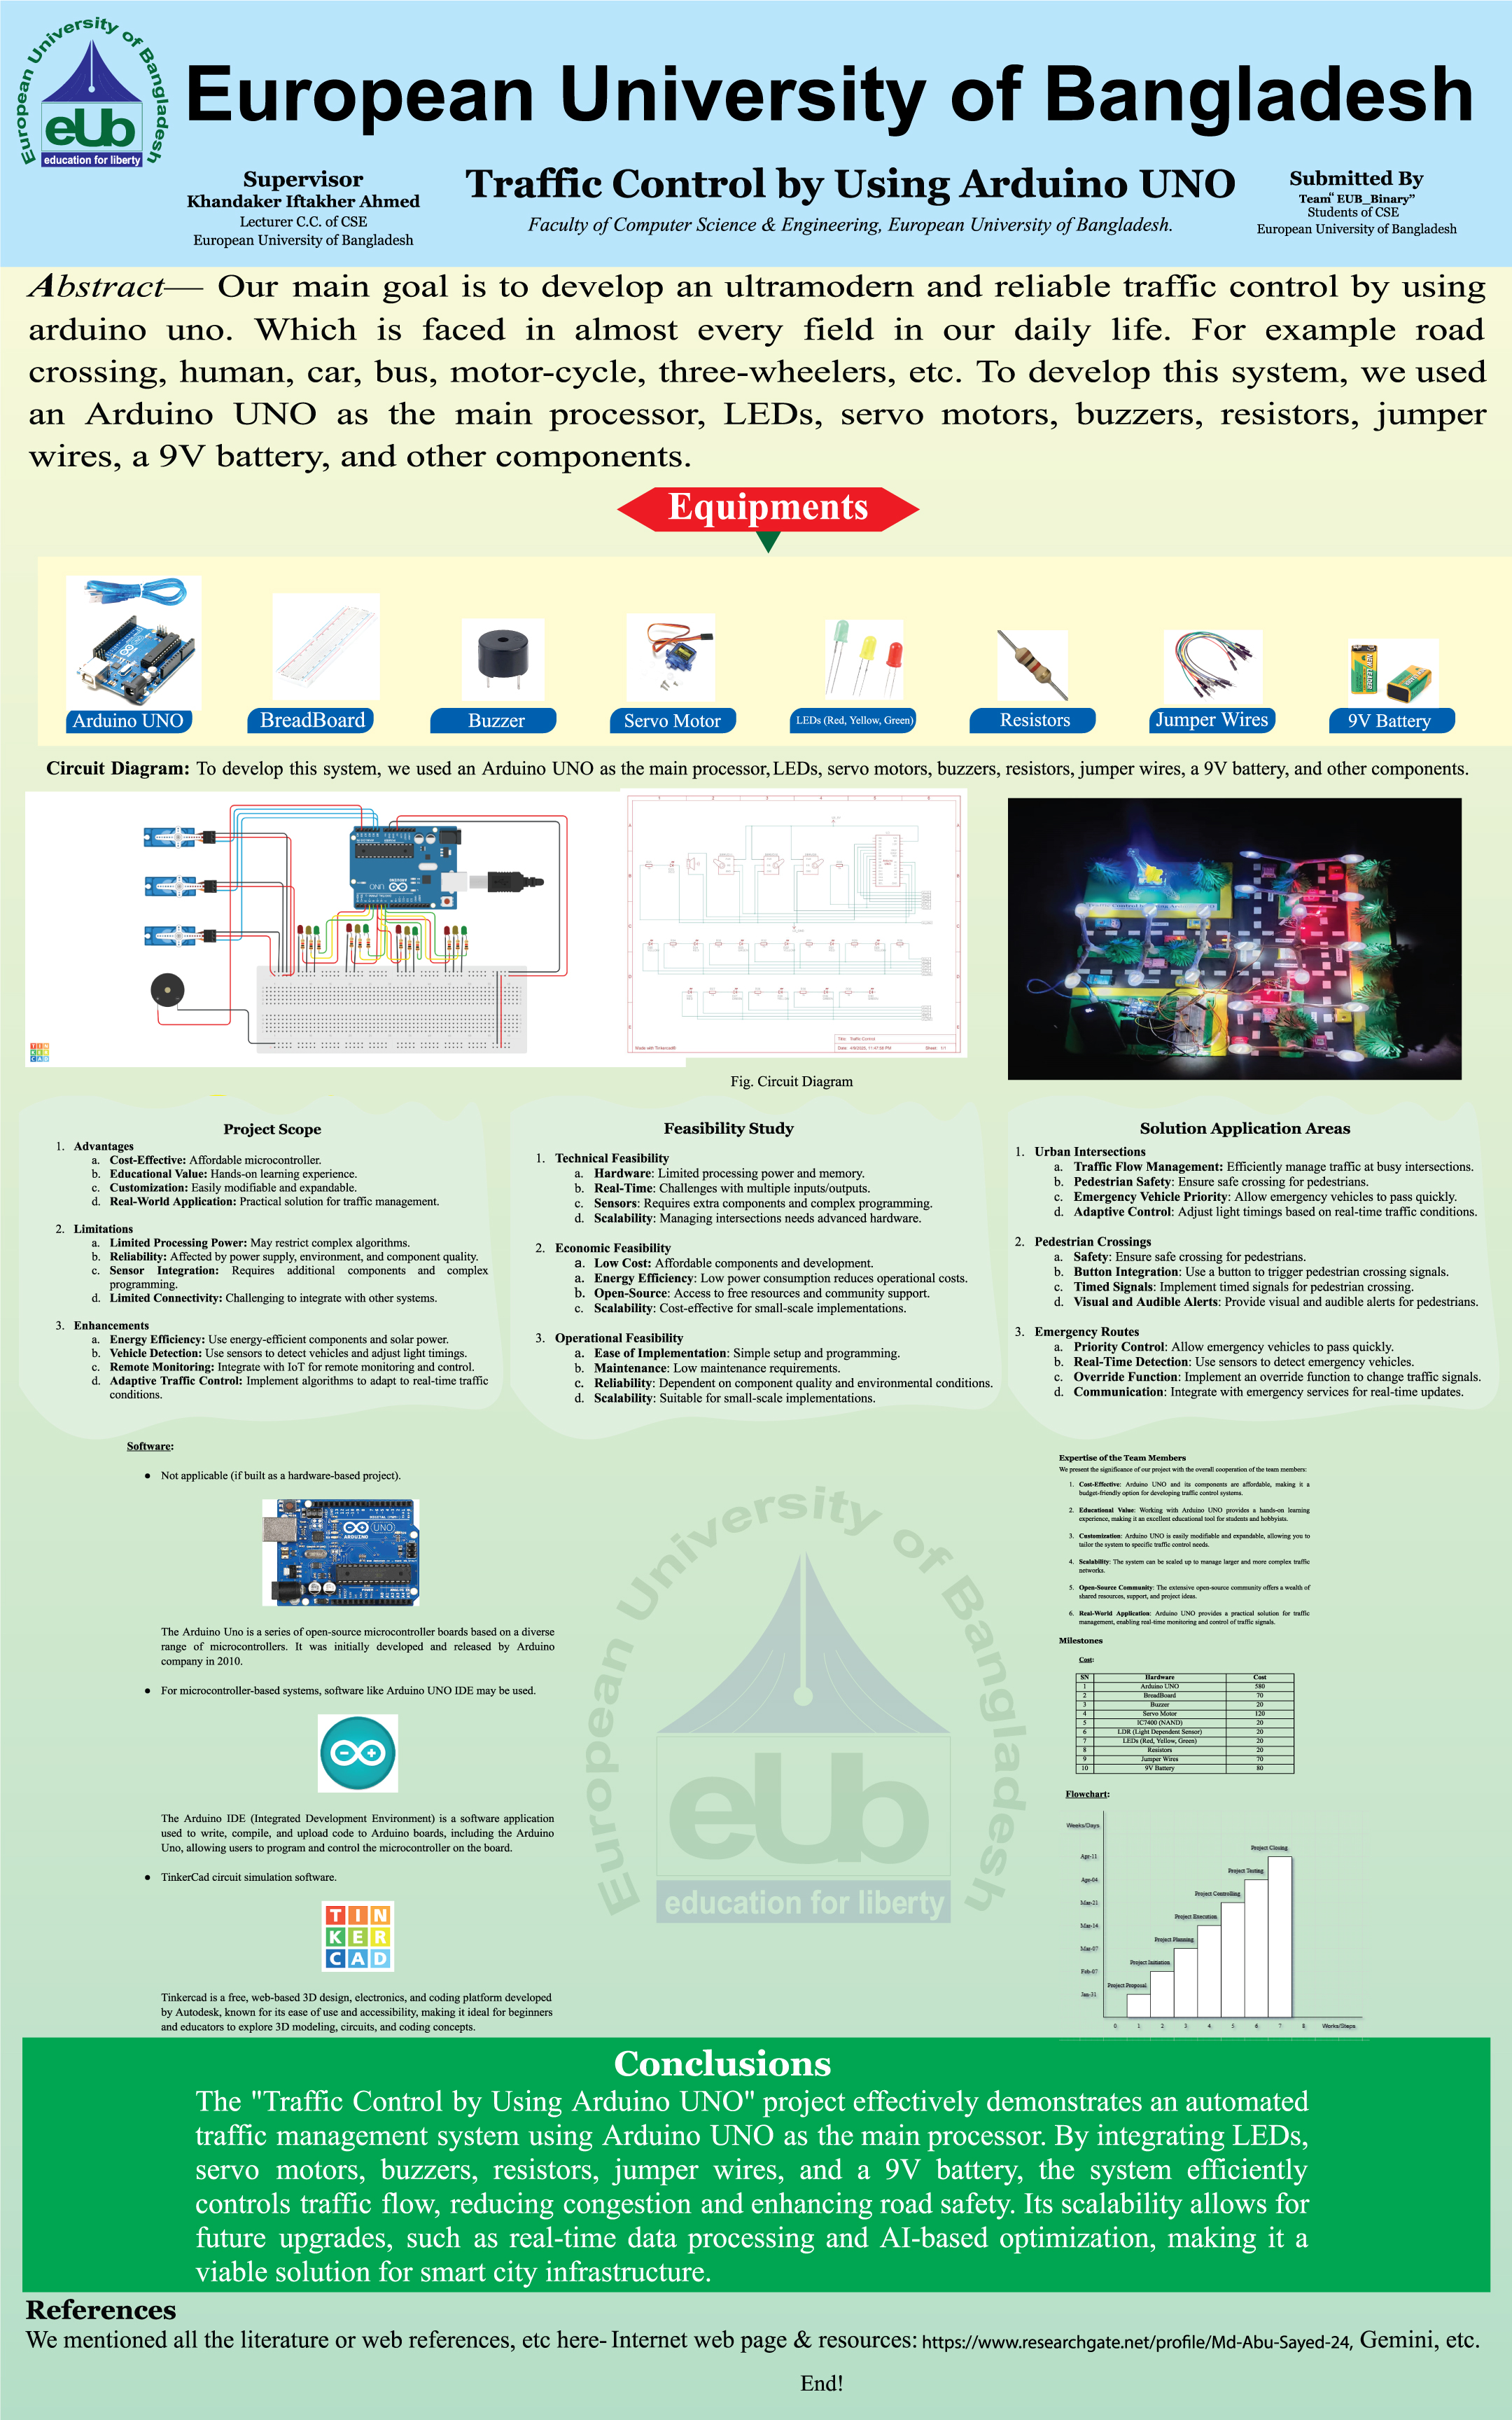 European University of Bangladesh
eUb
education for liberty
European University of Bangladesh
Supervisor
Khandaker Iftakher Ahmed
Lecturer C.C. of CSE
European University of Bangladesh
Traffic Control by Using Arduino UNO
Faculty of Computer Science & Engineering, European University of Bangladesh.
Submitted By
Team“ EUB_Binary”
Students of CSE
European University of Bangladesh
Abstract— Our main goal is to develop an ultramodern and reliable traffic control by using
arduino uno. Which is faced in almost every field in our daily life. For example road
crossing, human, car, bus, motor-cycle, three-wheelers, etc. To develop this system, we used
an Arduino UNO as the main processor, LEDs, servo motors, buzzers, resistors, jumper
wires, a 9V battery, and other components.
Equipments
Arduino UNO
BreadBoard
Buzzer
Servo Motor
LEDs (Red, Yellow, Green)
Resistors
Jumper Wires
9V Battery
Circuit Diagram: To develop this system, we used an Arduino UNO as the main processor, LEDs, servo motors, buzzers, resistors, jumper wires, a 9V battery, and other components.
UNO
ARDUINO
TIN
KER
CAD
Made with Tinkercad®
Title: Traffic Control
Sheet: 1/1
Fig. Circuit Diagram
Project Scope
1. Advantages
a. Cost-Effective: Affordable microcontroller.
b. Educational Value: Hands-on learning experience.
c. Customization: Easily modifiable and expandable.
d. Real-World Application: Practical solution for traffic management.
2. Limitations
a. Limited Processing Power: May restrict complex algorithms.
b. Reliability: Affected by power supply, environment, and component quality.
c. Sensor Integration: Requires additional components and complex
programming.
d. Limited Connectivity: Challenging to integrate with other systems.
3. Enhancements
a. Energy Efficiency: Use energy-efficient components and solar power.
b. Vehicle Detection: Use sensors to detect vehicles and adjust light timings.
c. Remote Monitoring: Integrate with IoT for remote monitoring and control.
d. Adaptive Traffic Control: Implement algorithms to adapt to real-time traffic
conditions.
Feasibility Study
1. Technical Feasibility
a. Hardware: Limited processing power and memory.
b. Real-Time: Challenges with multiple inputs/outputs.
c. Sensors: Requires extra components and complex programming.
d. Scalability: Managing intersections needs advanced hardware.
2. Economic Feasibility
a. Low Cost: Affordable components and development.
a. Energy Efficiency: Low power consumption reduces operational costs.
b. Open-Source: Access to free resources and community support.
c. Scalability: Cost-effective for small-scale implementations.
3. Operational Feasibility
a. Ease of Implementation: Simple setup and programming.
b. Maintenance: Low maintenance requirements.
c. Reliability: Dependent on component quality and environmental conditions.
d. Scalability: Suitable for small-scale implementations.
Solution Application Areas
1. Urban Intersections
a. Traffic Flow Management: Efficiently manage traffic at busy intersections.
b. Pedestrian Safety: Ensure safe crossing for pedestrians.
c. Emergency Vehicle Priority: Allow emergency vehicles to pass quickly.
d. Adaptive Control: Adjust light timings based on real-time traffic conditions.
2. Pedestrian Crossings
a. Safety: Ensure safe crossing for pedestrians.
b. Button Integration: Use a button to trigger pedestrian crossing signals.
c. Timed Signals: Implement timed signals for pedestrian crossing.
d. Visual and Audible Alerts: Provide visual and audible alerts for pedestrians.
3. Emergency Routes
a. Priority Control: Allow emergency vehicles to pass quickly.
b. Real-Time Detection: Use sensors to detect emergency vehicles.
c. Override Function: Implement an override function to change traffic signals.
d. Communication: Integrate with emergency services for real-time updates.
Software:
● Not applicable (if built as a hardware-based project).
UNO
ARDUINO
The Arduino Uno is a series of open-source microcontroller boards based on a diverse
range of microcontrollers. It was initially developed and released by Arduino
company in 2010.
● For microcontroller-based systems, software like Arduino UNO IDE may be used.
The Arduino IDE (Integrated Development Environment) is a software application
used to write, compile, and upload code to Arduino boards, including the Arduino
Uno, allowing users to program and control the microcontroller on the board.
● TinkerCad circuit simulation software.
TIN
KER
CAD
Tinkercad is a free, web-based 3D design, electronics, and coding platform developed
by Autodesk, known for its ease of use and accessibility, making it ideal for beginners
and educators to explore 3D modeling, circuits, and coding concepts.
European University of Bangladesh
eUb
education for liberty
Expertise of the Team Members
We present the significance of our project with the overall cooperation of the team members:
1. Cost-Effective: Arduino UNO and its components are affordable, making it a
budget-friendly option for developing traffic control systems.
2. Educational Value: Working with Arduino UNO provides a hands-on learning
experience, making it an excellent educational tool for students and hobbyists.
3. Customization: Arduino UNO is easily modifiable and expandable, allowing you to
tailor the system to specific traffic control needs.
4. Scalability: The system can be scaled up to manage larger and more complex traffic
networks.
5. Open-Source Community: The extensive open-source community offers a wealth of
shared resources, support, and project ideas.
6. Real-World Application: Arduino UNO provides a practical solution for traffic
management, enabling real-time monitoring and control of traffic signals.
Milestones
Cost:
SN Hardware Cost
1 Arduino UNO 580
2 BreadBoard 70
3 Buzzer 20
4 Servo Motor 120
5 IC7400 (NAND) 20
6 LDR (Light Dependent Sensor) 20
7 LEDs (Red, Yellow, Green) 20
8 Resistors 20
9 Jumper Wires 70
10 9V Battery 80
Flowchart:
Weeks/Days
Project Closing
Apr-11
Project Testing
Apr-04
Project Controlling
Mar-21
Project Execution
Mar-14
Project Planning
Mar-07
Project Initiation
Feb-07
Project Proposal
Jan-31
0. 1. 2. 3. 4. 5. 6. 7. 8. Works/Steps
Conclusions
The "Traffic Control by Using Arduino UNO" project effectively demonstrates an automated
traffic management system using Arduino UNO as the main processor. By integrating LEDs,
servo motors, buzzers, resistors, jumper wires, and a 9V battery, the system efficiently
controls traffic flow, reducing congestion and enhancing road safety. Its scalability allows for
future upgrades, such as real-time data processing and AI-based optimization, making it a
viable solution for smart city infrastructure.
References
We mentioned all the literature or web references, etc here- Internet web page & resources: https://www.researchgate.net/profile/Md-Abu-Sayed-24, Gemini, etc.
End!